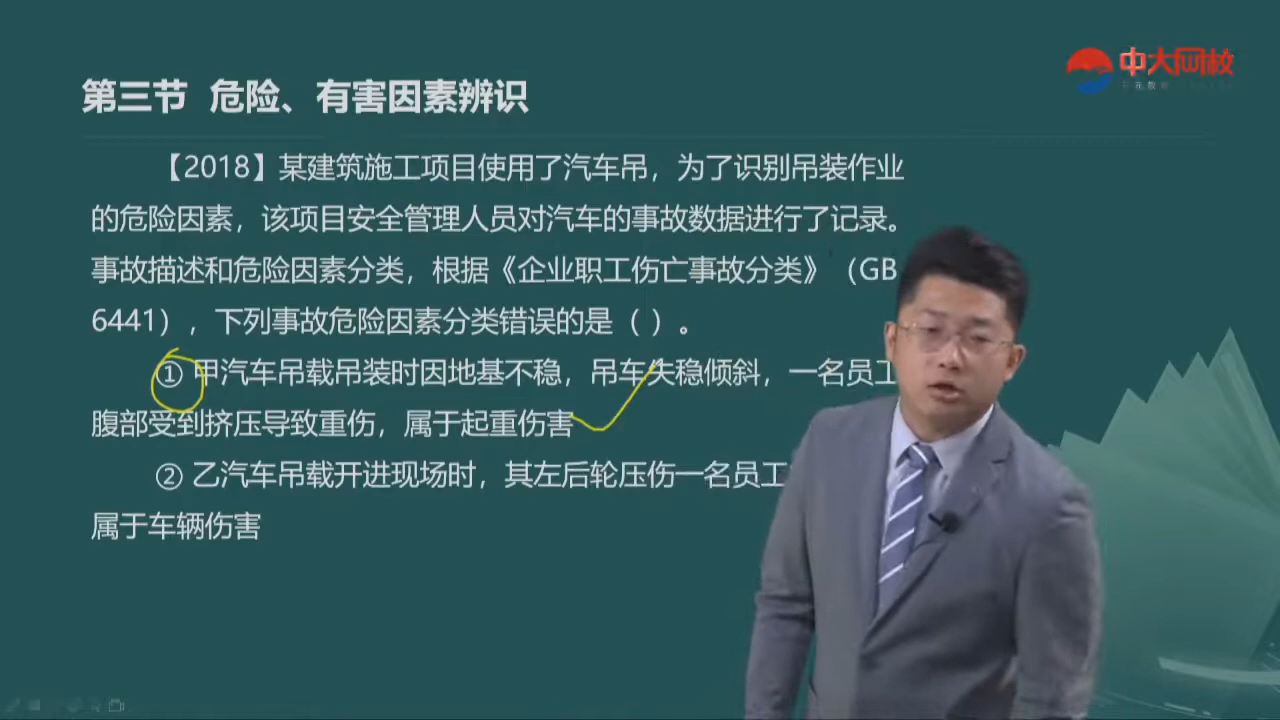 中大网校
第三节 危险、有害因素辨识
【2018】某建筑施工项目使用了汽车吊，为了识别吊装作业
的危险因素，该项目安全管理人员对汽车的事故数据进行了记录。
事故描述和危险因素分类，根据《企业职工伤亡事故分类》（GB
6441），下列事故危险因素分类错误的是（ ）。
① 甲汽车吊载吊装时因地基不稳，吊车失稳倾斜，一名员工
腹部受到挤压导致重伤，属于起重伤害
② 乙汽车吊载开进现场时，其左后轮压伤一名员工
属于车辆伤害